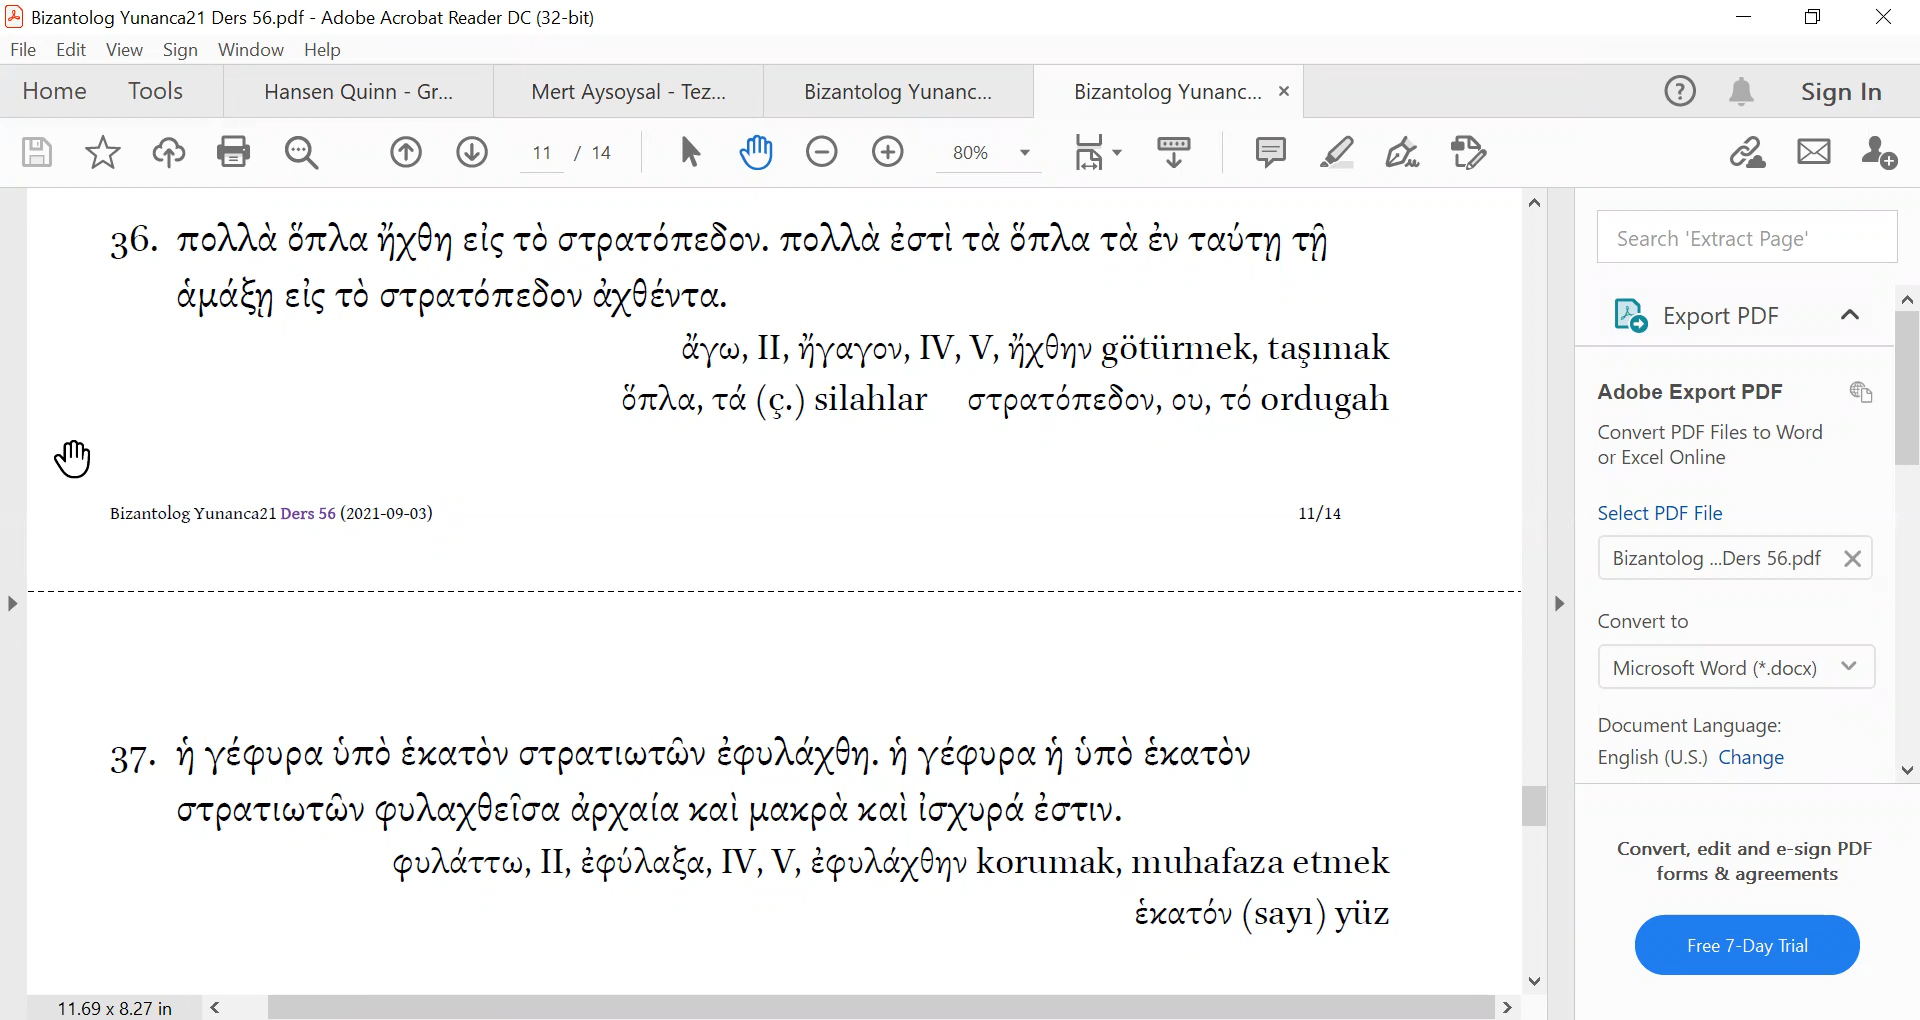 Bizantolog Yunanca21 Ders 56.pdf - Adobe Acrobat Reader DC (32-bit)
File Edit View Sign Window Help
Home Tools Hansen Quinn - Gr... Mert Aysoysal - Tez... Bizantolog Yunanc... Bizantolog Yunanc... × Sign In
11 / 14 80%
36. πολλὰ ὅπλα ἤχθη εἰς τὸ στρατόπεδον. πολλὰ ἐστὶ τὰ ὅπλα τὰ ἐν ταύτῃ τῇ
ἁμάξῃ εἰς τὸ στρατόπεδον ἀχθέντα.
ἄγω, II, ἤγαγον, IV, V, ἤχθην götürmek, taşımak
ὅπλα, τά (ç.) silahlar στρατόπεδον, ου, τό ordugah
Bizantolog Yunanca21 Ders 56 (2021-09-03) 11/14
37. ἡ γέφυρα ὑπὸ ἑκατὸν στρατιωτῶν ἐφυλάχθη. ἡ γέφυρα ἡ ὑπὸ ἑκατὸν
στρατιωτῶν φυλαχθεῖσα ἀρχαία καὶ μακρὰ καὶ ἰσχυρά ἐστιν.
φυλάττω, II, ἐφύλαξα, IV, V, ἐφυλάχθην korumak, muhafaza etmek
ἑκατόν (sayı) yüz
11.69 x 8.27 in
Search 'Extract Page'
Export PDF
Adobe Export PDF
Convert PDF Files to Word
or Excel Online
Select PDF File
Bizantolog ...Ders 56.pdf
Convert to
Microsoft Word (*.docx)
Document Language:
English (U.S.) Change
Convert, edit and e-sign PDF
forms & agreements
Free 7-Day Trial